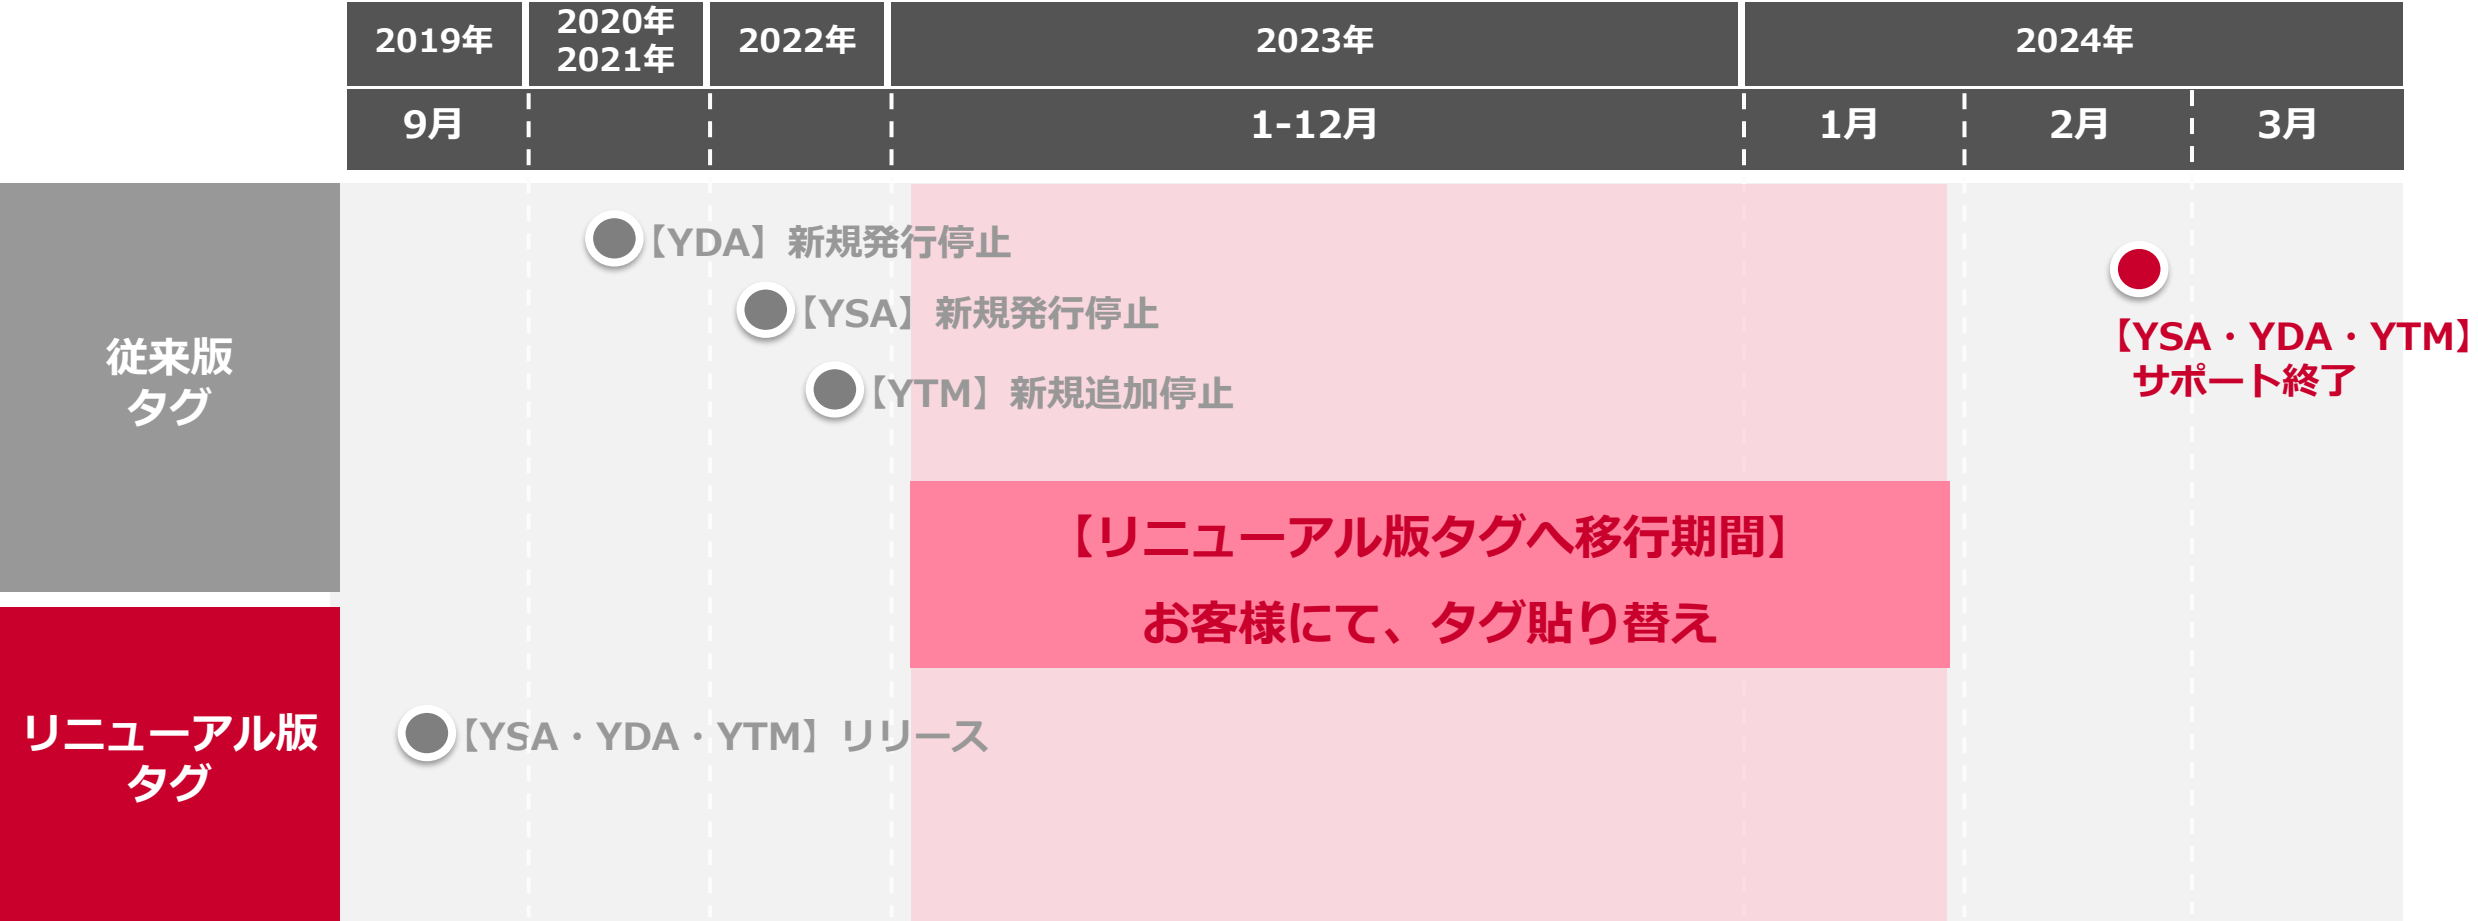 2019年
2020年
2021年
2022年
2023年
2024年
9月
1-12月
1月
2月
3月
従来版
タグ
【YDA】新規発行停止
【YSA】新規発行停止
【YTM】新規追加停止
【YSA・YDA・YTM】
サポート終了
【リニューアル版タグへ移行期間】
お客様にて、タグ貼り替え
リニューアル版
タグ
【YSA・YDA・YTM】リリース